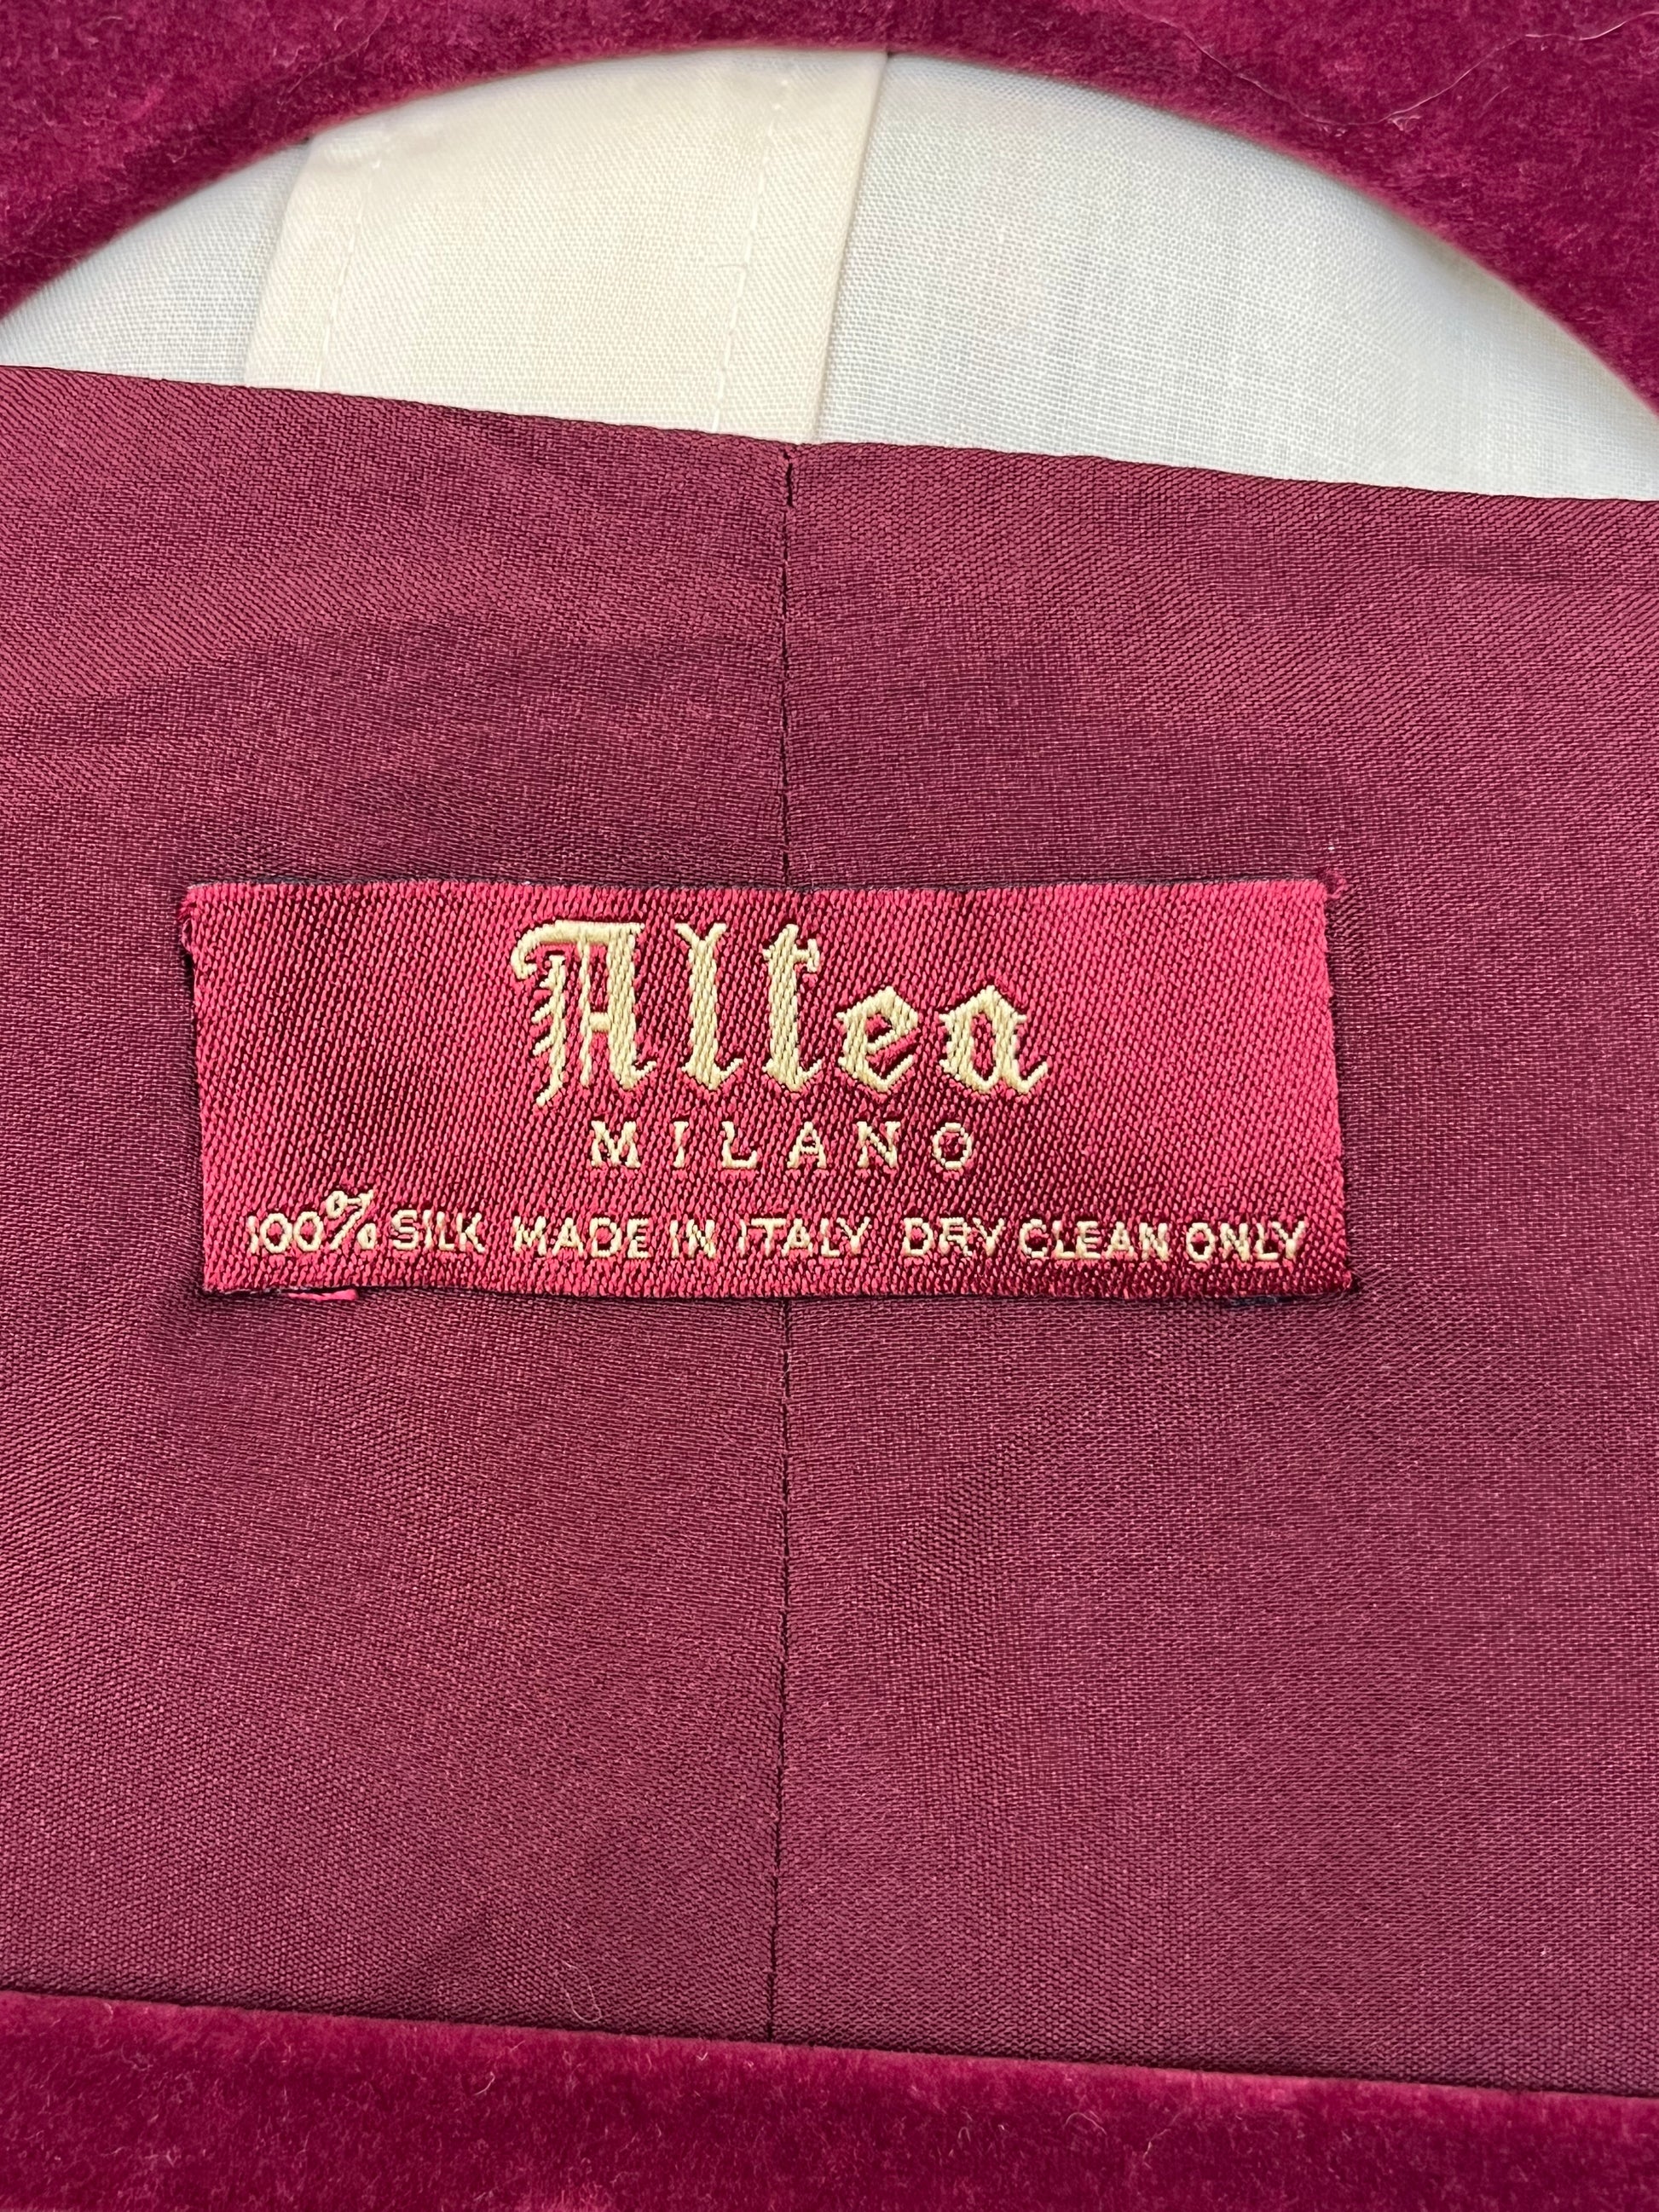 Altea
MILANO
100% SILK MADE IN ITALY DRY CLEAN ONLY